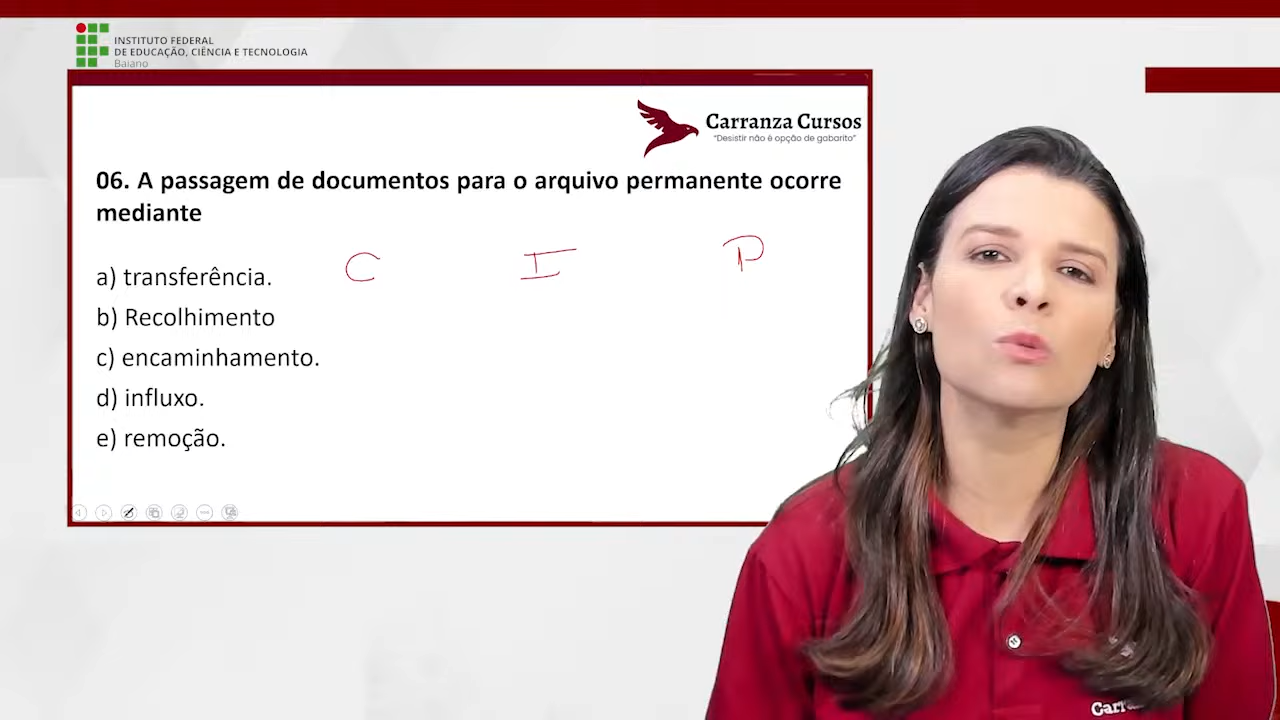 INSTITUTO FEDERAL
DE EDUCAÇÃO, CIÊNCIA E TECNOLOGIA
Baiano
Carranza Cursos
"Desistir não é opção de gabarito"
06. A passagem de documentos para o arquivo permanente ocorre
mediante
C I P
a) transferência.
b) Recolhimento
c) encaminhamento.
d) influxo.
e) remoção.